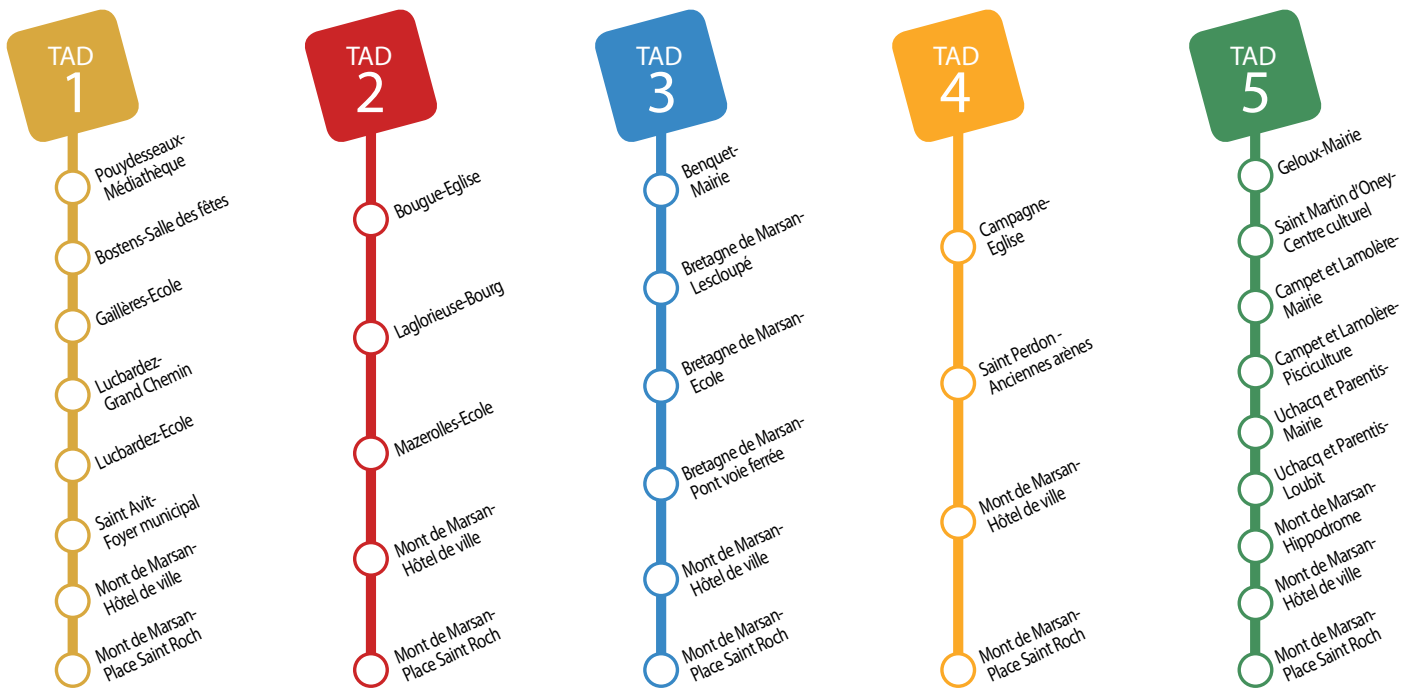 TAD
1
Pouydesseaux-
Médiathèque
Bostens-Salle des fêtes
Gaillères-Ecole
Lucbardez-
Grand Chemin
Lucbardez-Ecole
Saint Avit-
Foyer municipal
Mont de Marsan-
Hôtel de ville
Mont de Marsan-
Place Saint Roch
TAD
2
Bougue-Eglise
Laglorieuse-Bourg
Mazerolles-Ecole
Mont de Marsan-
Hôtel de ville
Mont de Marsan-
Place Saint Roch
TAD
3
Benquet-
Mairie
Bretagne de Marsan-
Lescloupé
Bretagne de Marsan-
Ecole
Bretagne de Marsan-
Pont voie ferrée
Mont de Marsan-
Hôtel de ville
Mont de Marsan-
Place Saint Roch
TAD
4
Campagne-
Eglise
Saint Perdon -
Anciennes arènes
Mont de Marsan-
Hôtel de ville
Mont de Marsan-
Place Saint Roch
TAD
5
Geloux-Mairie
Saint Martin d'Oney-
Centre culturel
Campet et Lamolère-
Mairie
Campet et Lamolère-
Pisciculture
Uchacq et Parentis-
Mairie
Uchacq et Parentis-
Loubit
Mont de Marsan-
Hippodrome
Mont de Marsan-
Hôtel de ville
Mont de Marsan-
Place Saint Roch